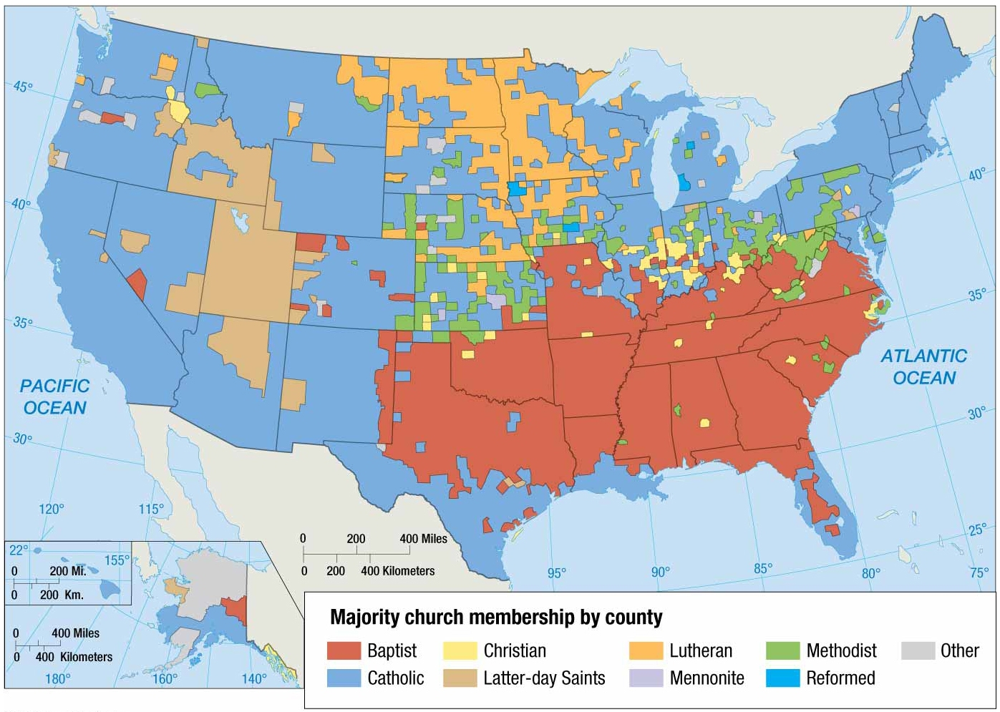 45°
40°
35°
30°
120°
115°
PACIFIC
OCEAN
ATLANTIC
OCEAN
40°
35°
30°
25°
95°
90°
85°
80°
75°
0 200 400 Miles
0 200 400 Kilometers
22°
155°
0 200 Mi.
0 200 Km.
0 400 Miles
0 400 Kilometers
180°
160°
140°
Majority church membership by county
Baptist Christian Lutheran Methodist Other
Catholic Latter-day Saints Mennonite Reformed